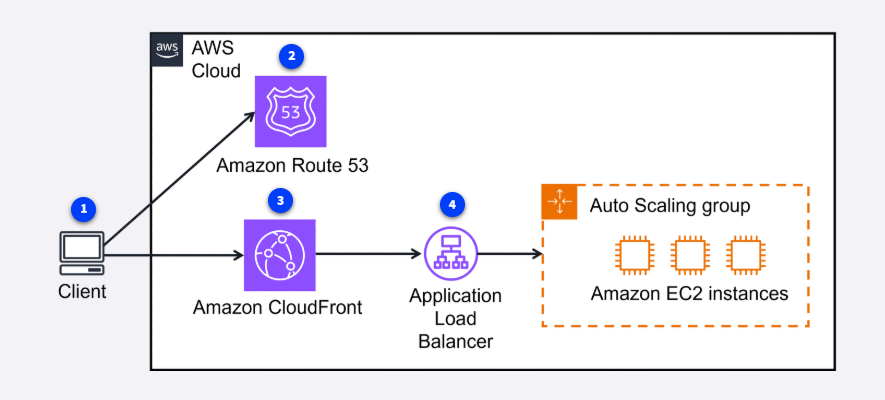 aws
AWS
Cloud
2
53
Amazon Route 53
1
Client
3
Amazon CloudFront
4
Application
Load
Balancer
Auto Scaling group
Amazon EC2 instances